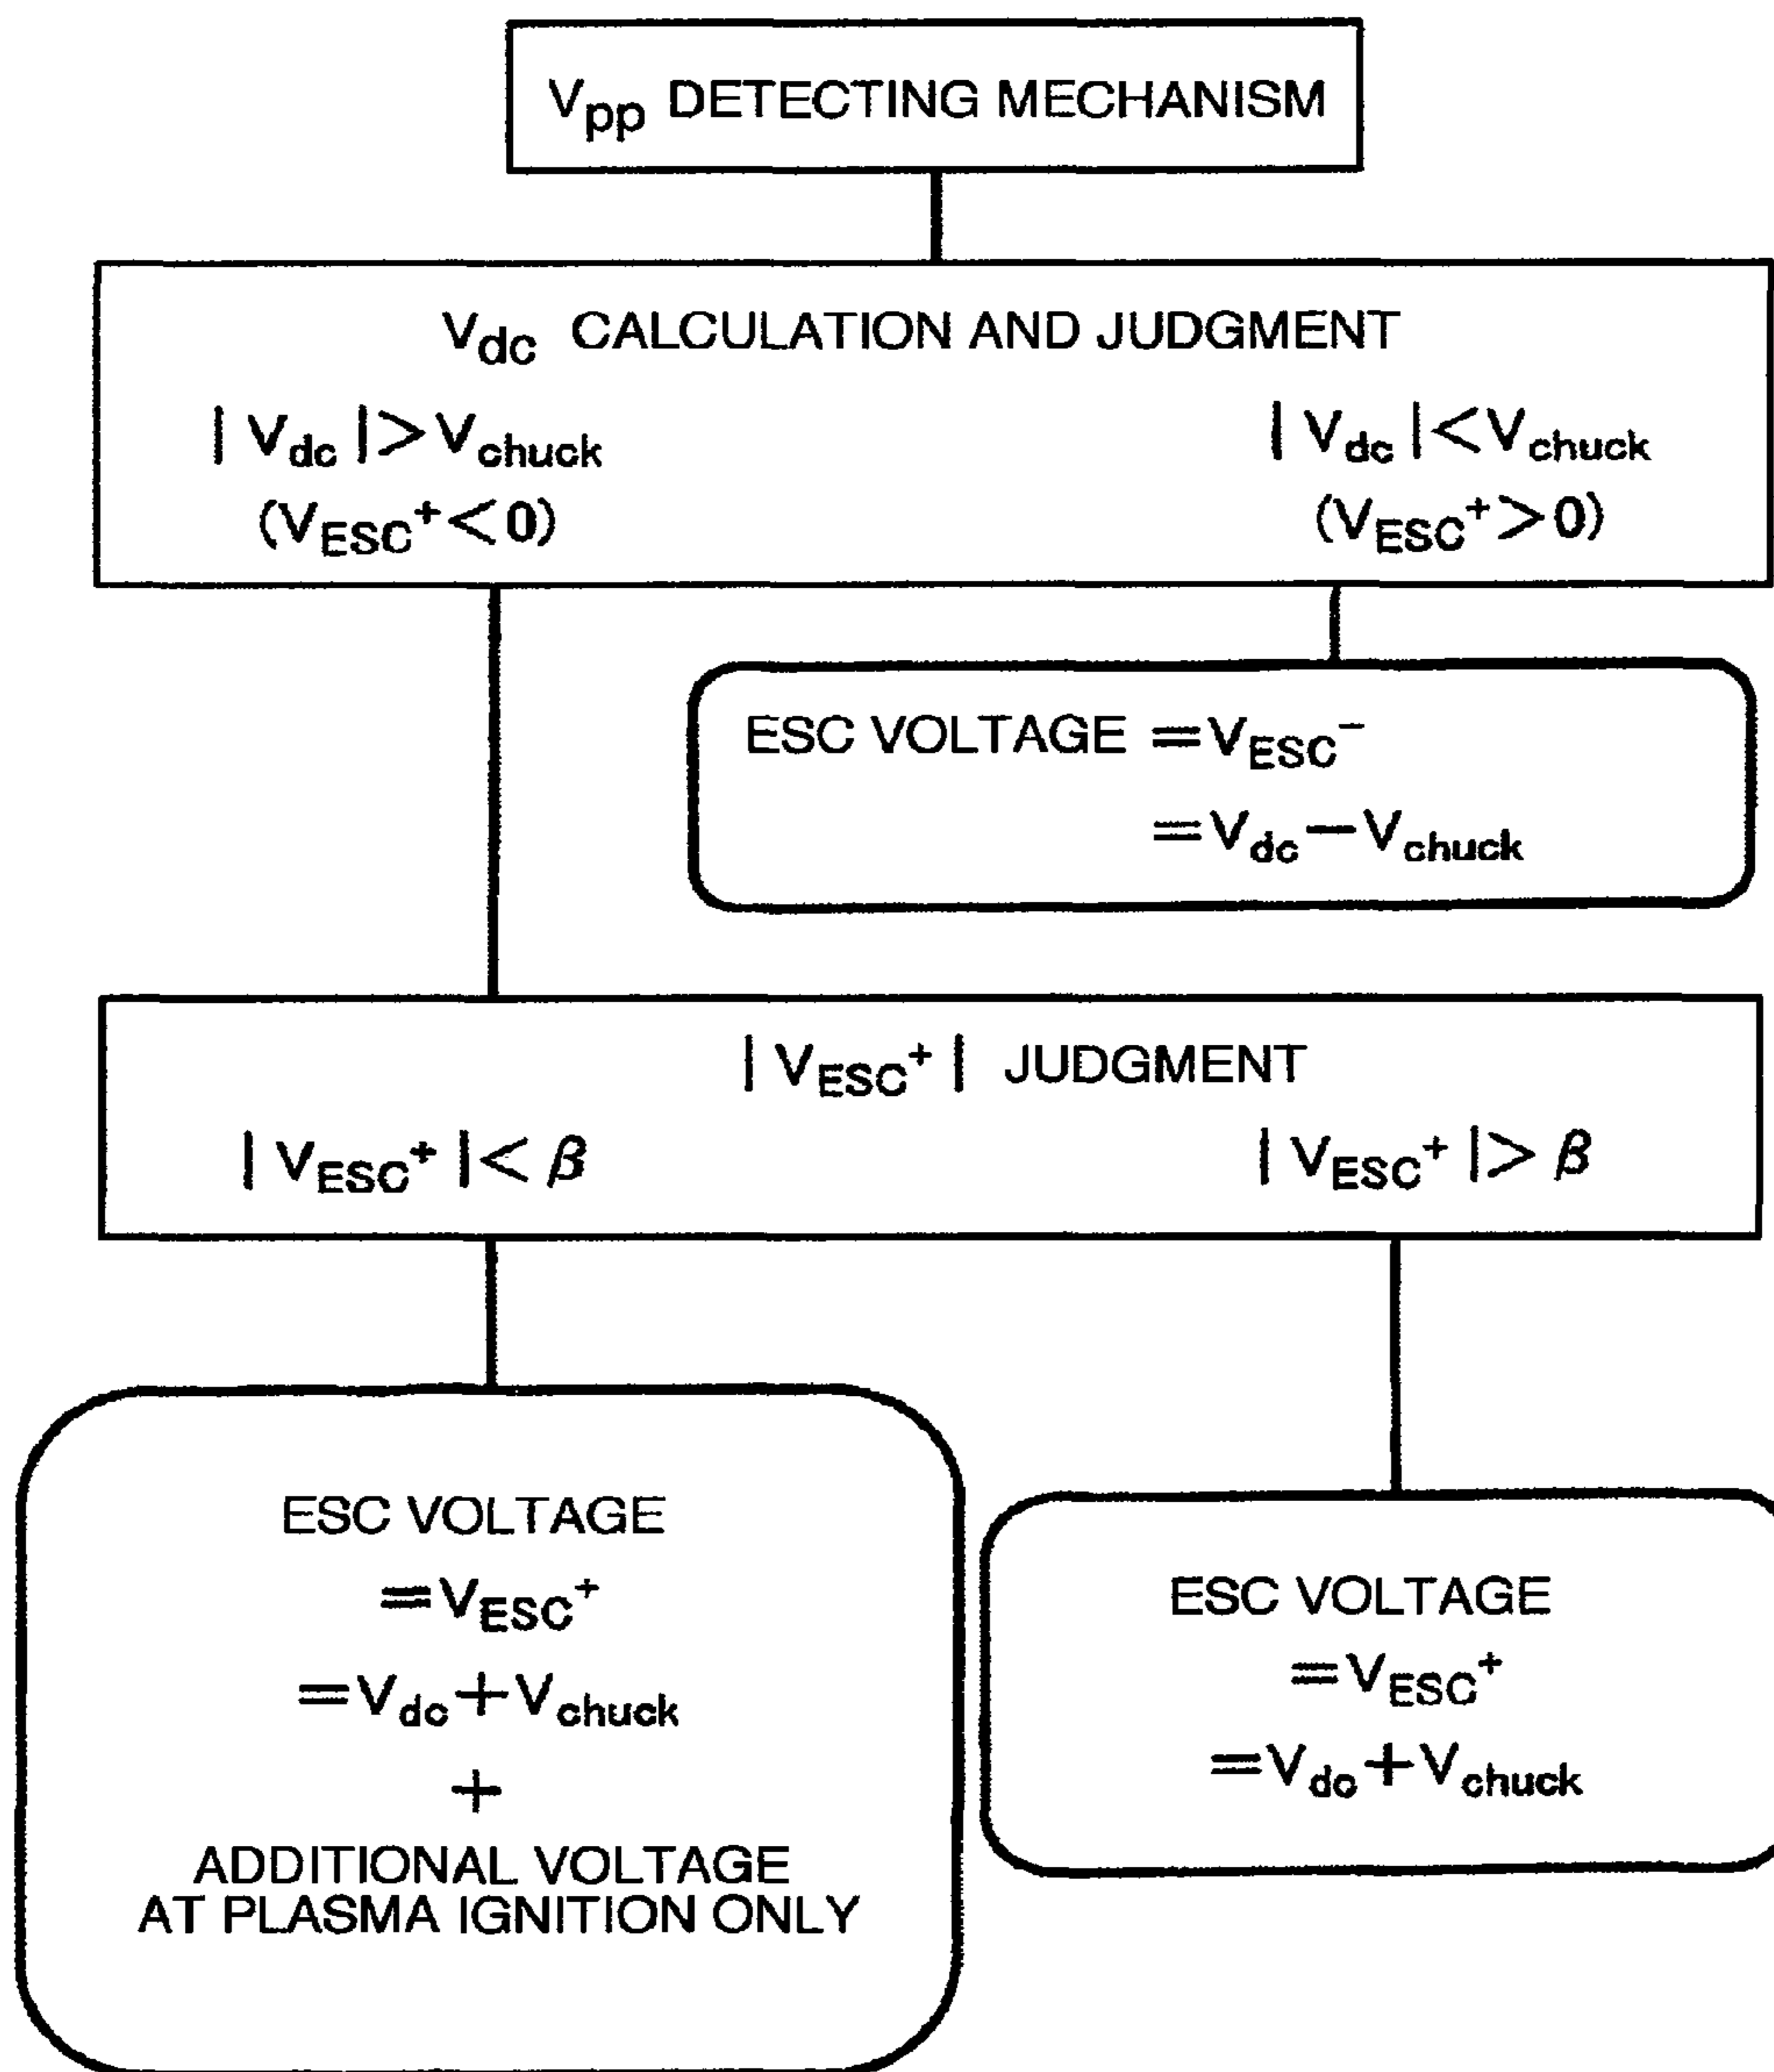 Vpp DETECTING MECHANISM
Vdc CALCULATION AND JUDGMENT
| Vdc |>Vchuck
(VESC+<0)
| Vdc |<Vchuck
(VESC+>0)
ESC VOLTAGE =VESC−
=Vdc−Vchuck
| VESC+ | JUDGMENT
| VESC+ |< β
| VESC+ |> β
ESC VOLTAGE
=VESC+
=Vdc+Vchuck
+
ADDITIONAL VOLTAGE
AT PLASMA IGNITION ONLY
ESC VOLTAGE
=VESC+
=Vdc+Vchuck